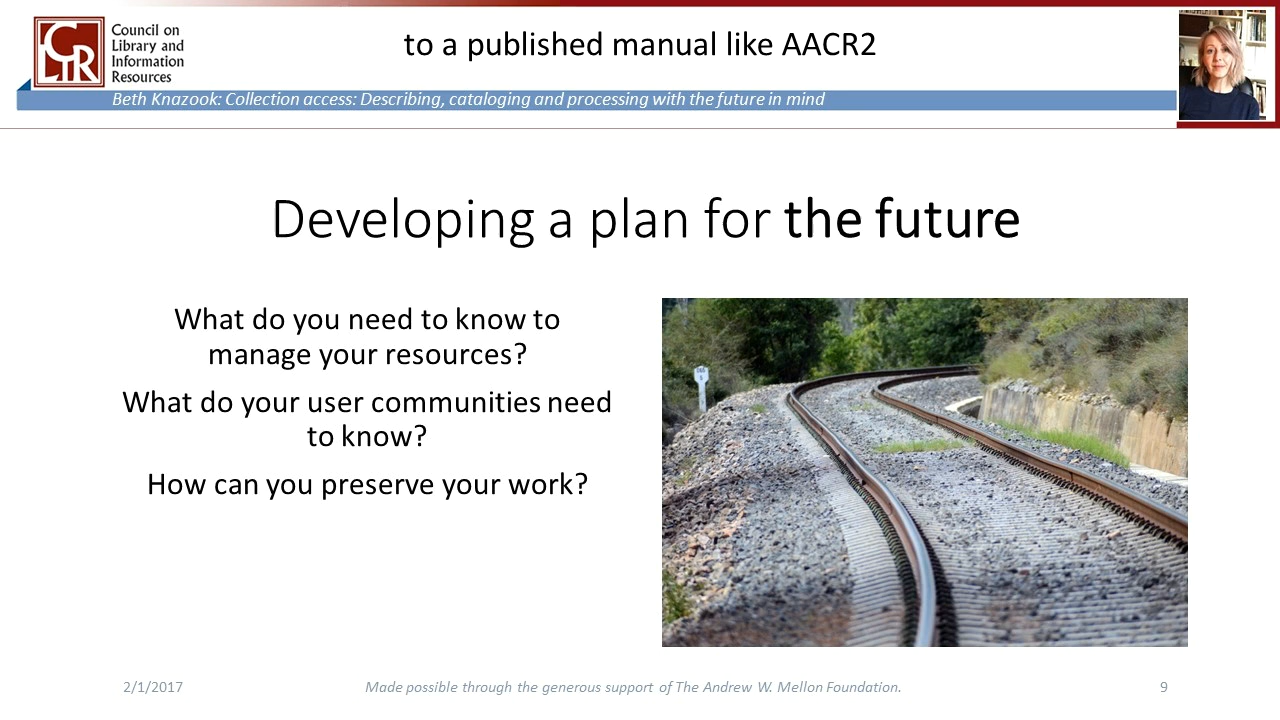 CLIR
Council on
Library and
Information
Resources
to a published manual like AACR2
Beth Knazook: Collection access: Describing, cataloging and processing with the future in mind
Developing a plan for the future
What do you need to know to
manage your resources?
What do your user communities need
to know?
How can you preserve your work?
2/1/2017
Made possible through the generous support of The Andrew W. Mellon Foundation.
9